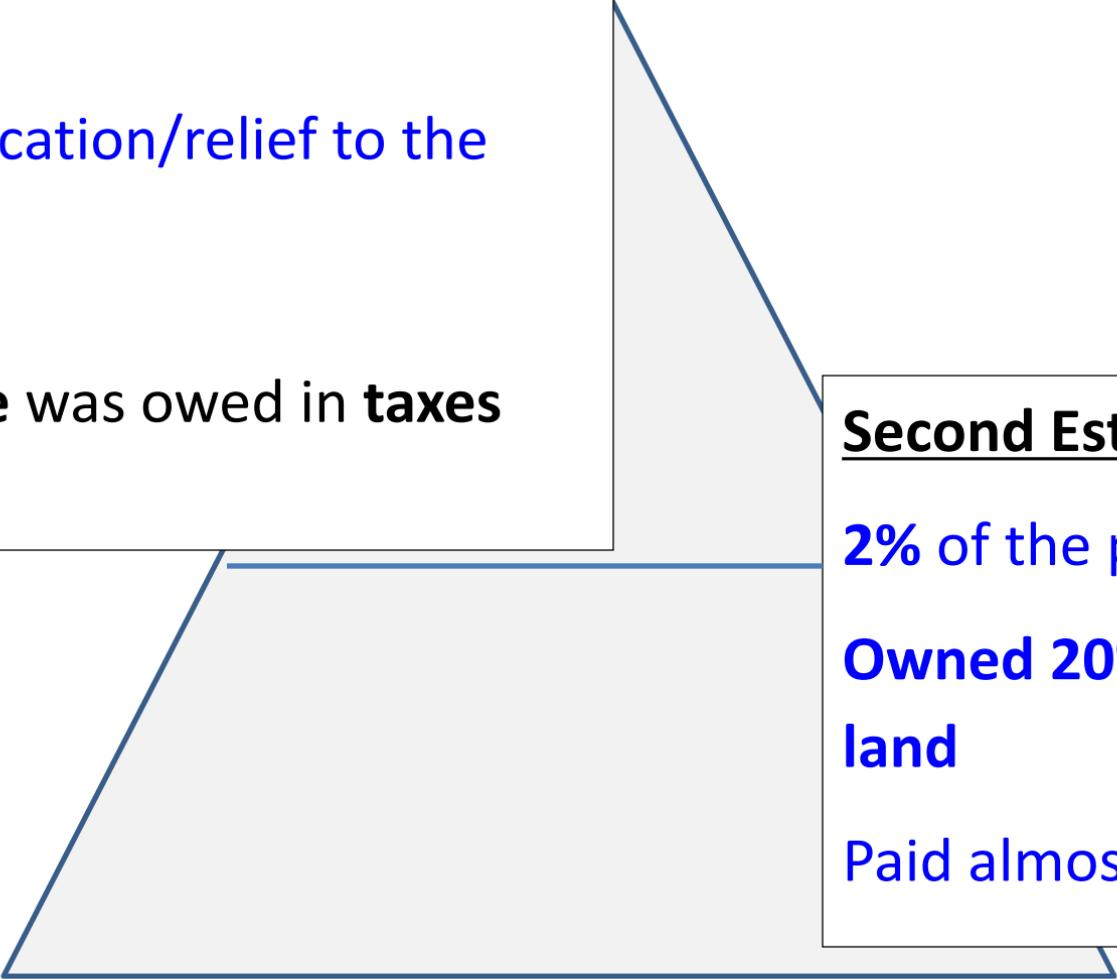 cation/relief to the
e was owed in taxes
Second Est
2% of the p
Owned 20%
land
Paid almos